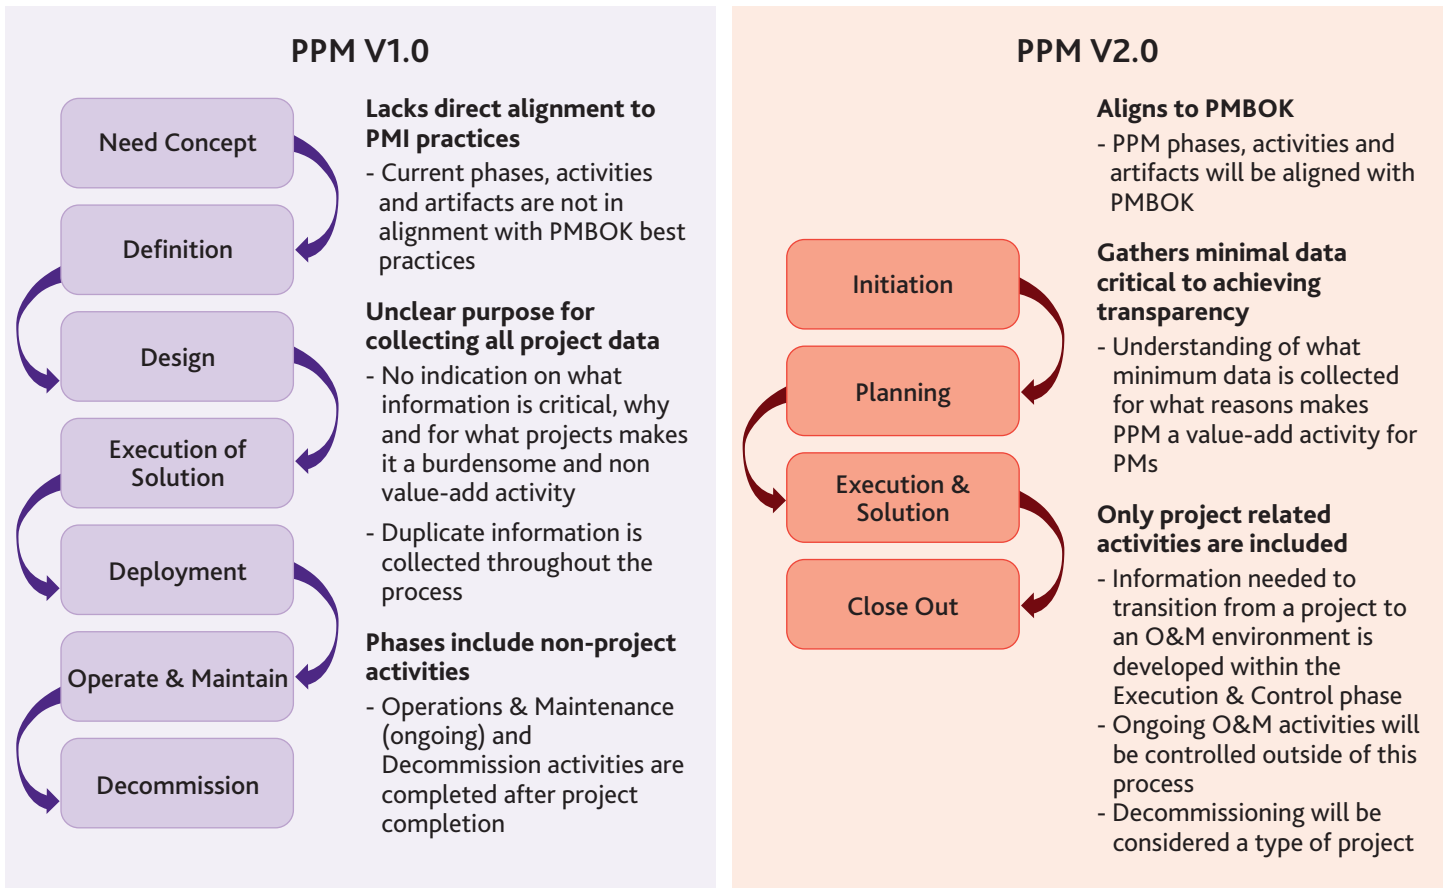 PPM V1.0
Need Concept
Definition
Design
Execution of
Solution
Deployment
Operate & Maintain
Decommission
Lacks direct alignment to
PMI practices
- Current phases, activities
and artifacts are not in
alignment with PMBOK best
practices
Unclear purpose for
collecting all project data
- No indication on what
information is critical, why
and for what projects makes
it a burdensome and non
value-add activity
- Duplicate information is
collected throughout the
process
Phases include non-project
activities
- Operations & Maintenance
(ongoing) and
Decommission activities are
completed after project
completion
PPM V2.0
Initiation
Planning
Execution &
Solution
Close Out
Aligns to PMBOK
- PPM phases, activities and
artifacts will be aligned with
PMBOK
Gathers minimal data
critical to achieving
transparency
- Understanding of what
minimum data is collected
for what reasons makes
PPM a value-add activity for
PMs
Only project related
activities are included
- Information needed to
transition from a project to
an O&M environment is
developed within the
Execution & Control phase
- Ongoing O&M activities will
be controlled outside of this
process
- Decommissioning will be
considered a type of project